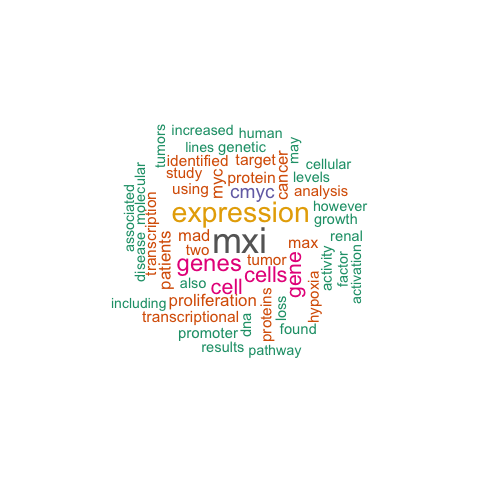 increased human
tumors
lines genetic
may
identified target
cancer
cellular
study
myc
protein
levels
using
cmyc
analysis
associated
molecular
transcription
expression
however
growth
disease
patients
mad
mxi
max
renal
two
genes
cells
tumor
gene
activity
factor
activation
also
cell
hypoxia
including
proliferation
proteins
loss
transcriptional
dna
found
promoter
results
pathway